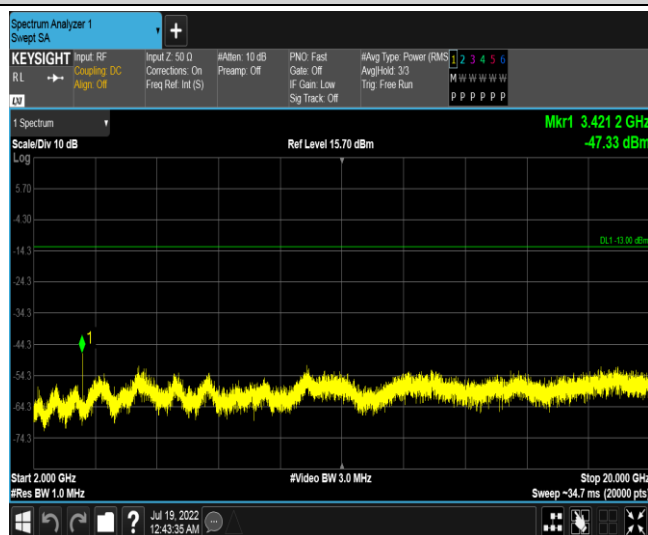 Spectrum Analyzer 1
Swept SA
+
KEYSIGHT
RL
LXI
Input: RF
Coupling: DC
Align: Off
Input Z: 50 Ω
Corrections: On
Freq Ref: Int (S)
#Atten: 10 dB
Preamp: Off
PNO: Fast
Gate: Off
IF Gain: Low
Sig Track: Off
#Avg Type: Power (RMS
Avg|Hold: 3/3
Trig: Free Run
1 2 3 4 5 6
M W W W W W
P P P P P P
1 Spectrum
Mkr1 3.421 2 GHz
-47.33 dBm
Scale/Div 10 dB
Ref Level 15.70 dBm
Log
5.70
-4.30
DL1 -13.00 dBm
-14.3
-24.3
-34.3
-44.3
1
-54.3
-64.3
-74.3
Start 2.000 GHz
#Video BW 3.0 MHz
Stop 20.000 GHz
#Res BW 1.0 MHz
Sweep ~34.7 ms (20000 pts)
?
Jul 19, 2022
12:43:35 AM